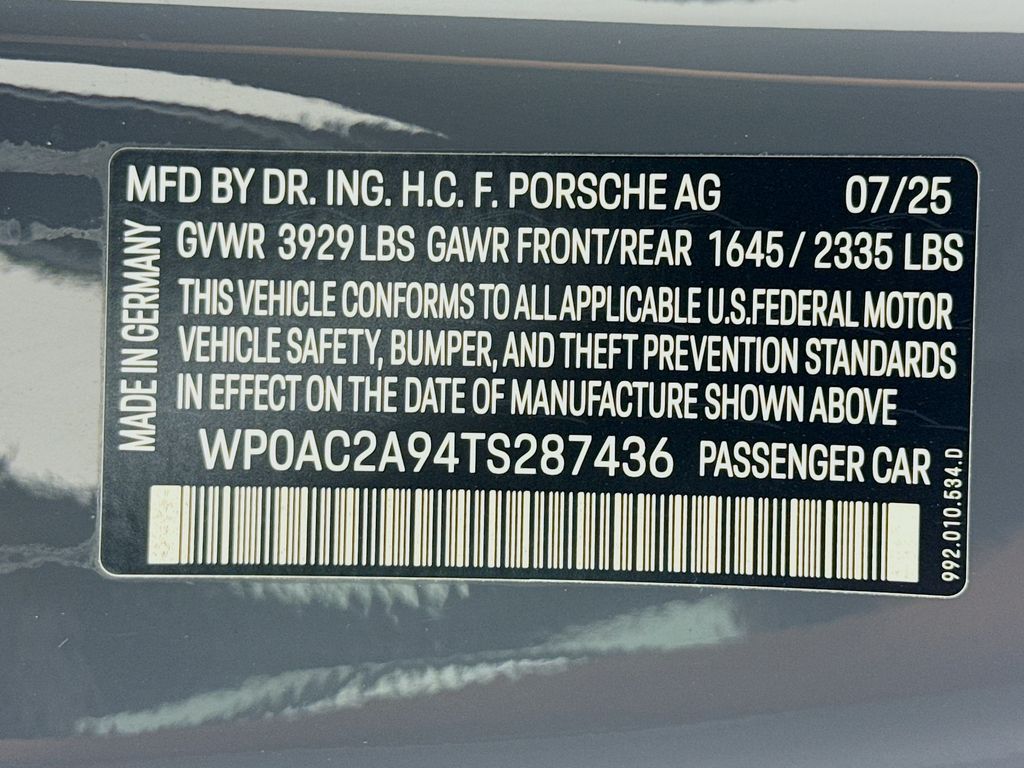 MFD BY DR. ING. H.C. F. PORSCHE AG 07/25
GVWR 3929 LBS GAWR FRONT/REAR 1645 / 2335 LBS
THIS VEHICLE CONFORMS TO ALL APPLICABLE U.S.FEDERAL MOTOR
VEHICLE SAFETY, BUMPER, AND THEFT PREVENTION STANDARDS
IN EFFECT ON THE DATE OF MANUFACTURE SHOWN ABOVE
WP0AC2A94TS287436 PASSENGER CAR
MADE IN GERMANY
992.010.534.D